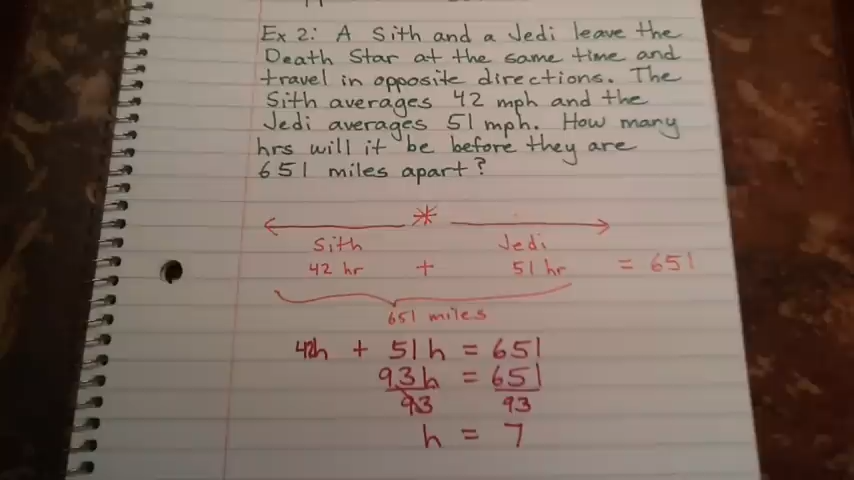 Ex 2: A Sith and a Jedi leave the
Death Star at the same time and
travel in opposite directions. The
Sith averages 42 mph and the
Jedi averages 51 mph. How many
hrs will it be before they are
651 miles apart?
Sith Jedi
42 hr + 51 hr = 651
651 miles
42h + 51h = 651
93h = 651
93 93
h = 7